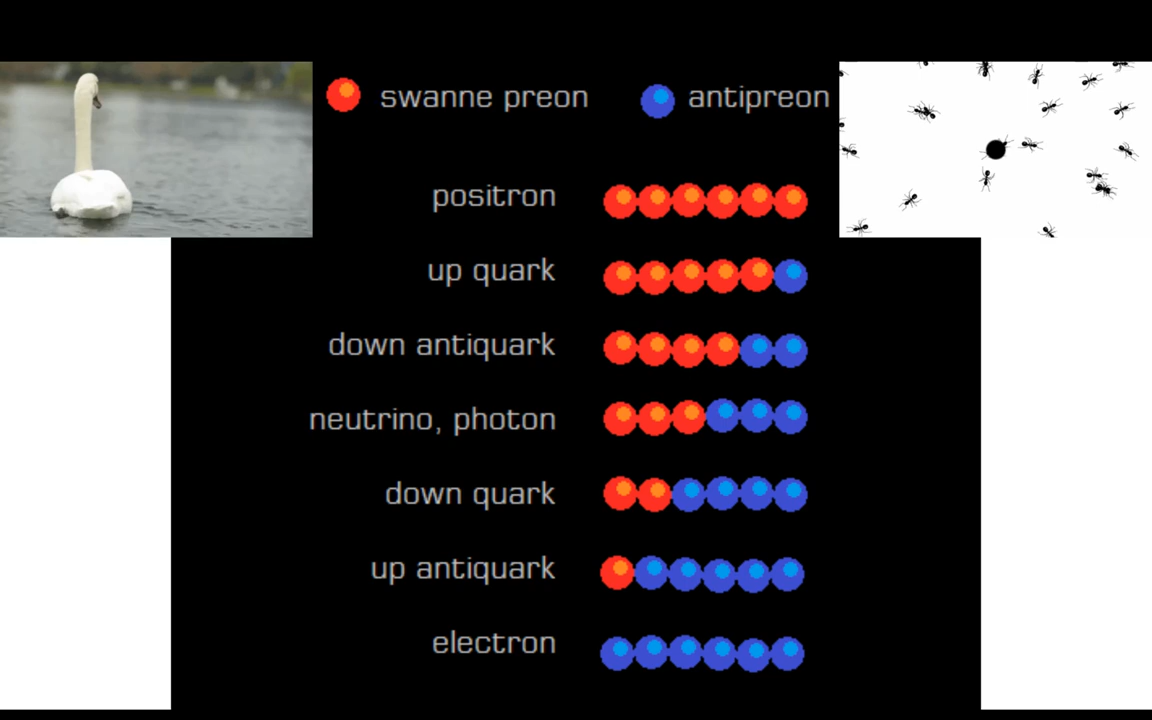 swanne preon antipreon
positron
up quark
down antiquark
neutrino, photon
down quark
up antiquark
electron